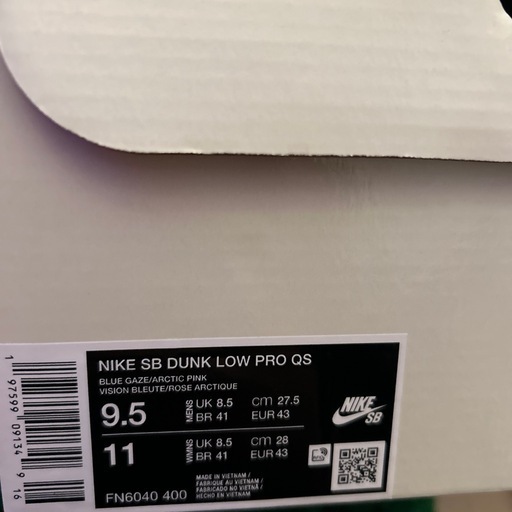 NIKE SB DUNK LOW PRO QS
BLUE GAZE/ARCTIC PINK
VISION BLEUTE/ROSE ARCTIQUE
9.5 MENS UK 8.5 cm 27.5
BR 41 EUR 43
11 WMNS UK 8.5 cm 28
BR 41 EUR 43
MADE IN VIETNAM /
FABRIQUE AU VIETNAM /
FABRICADO NO VIETNÃ /
HECHO EN VIETNAM
FN6040 400
NIKE
SB
1 97599 09134 9 16